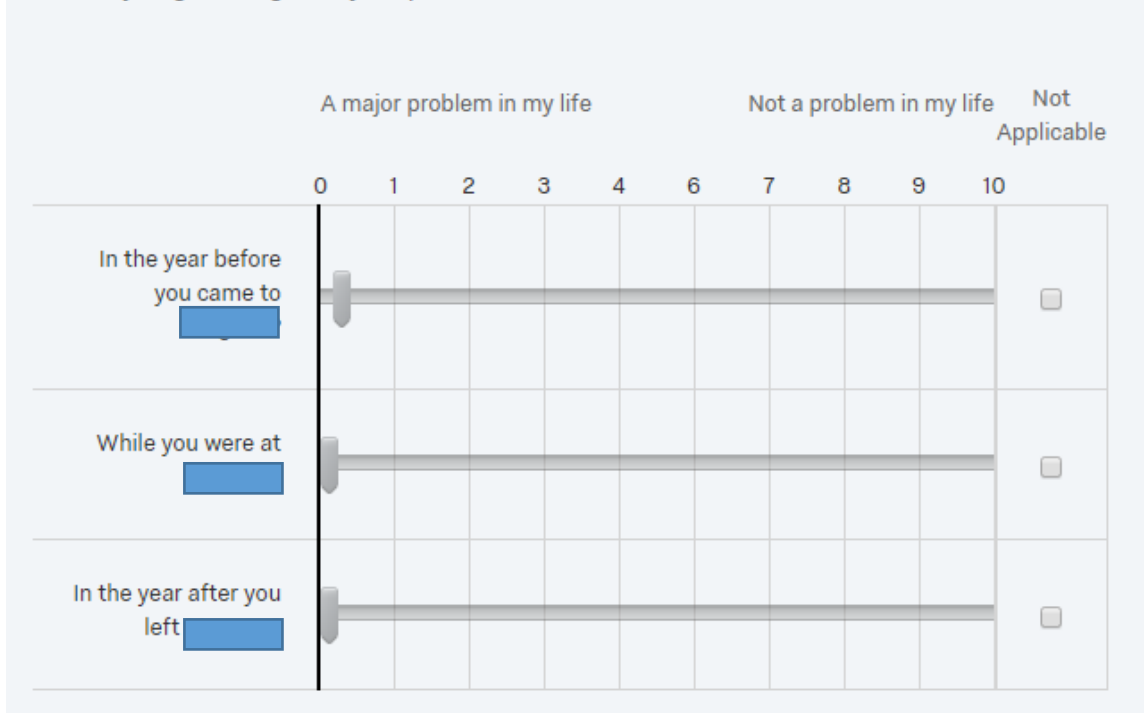 A major problem in my life Not a problem in my life Not
Applicable
0 1 2 3 4 6 7 8 9 10
In the year before
you came to
While you were at
In the year after you
left